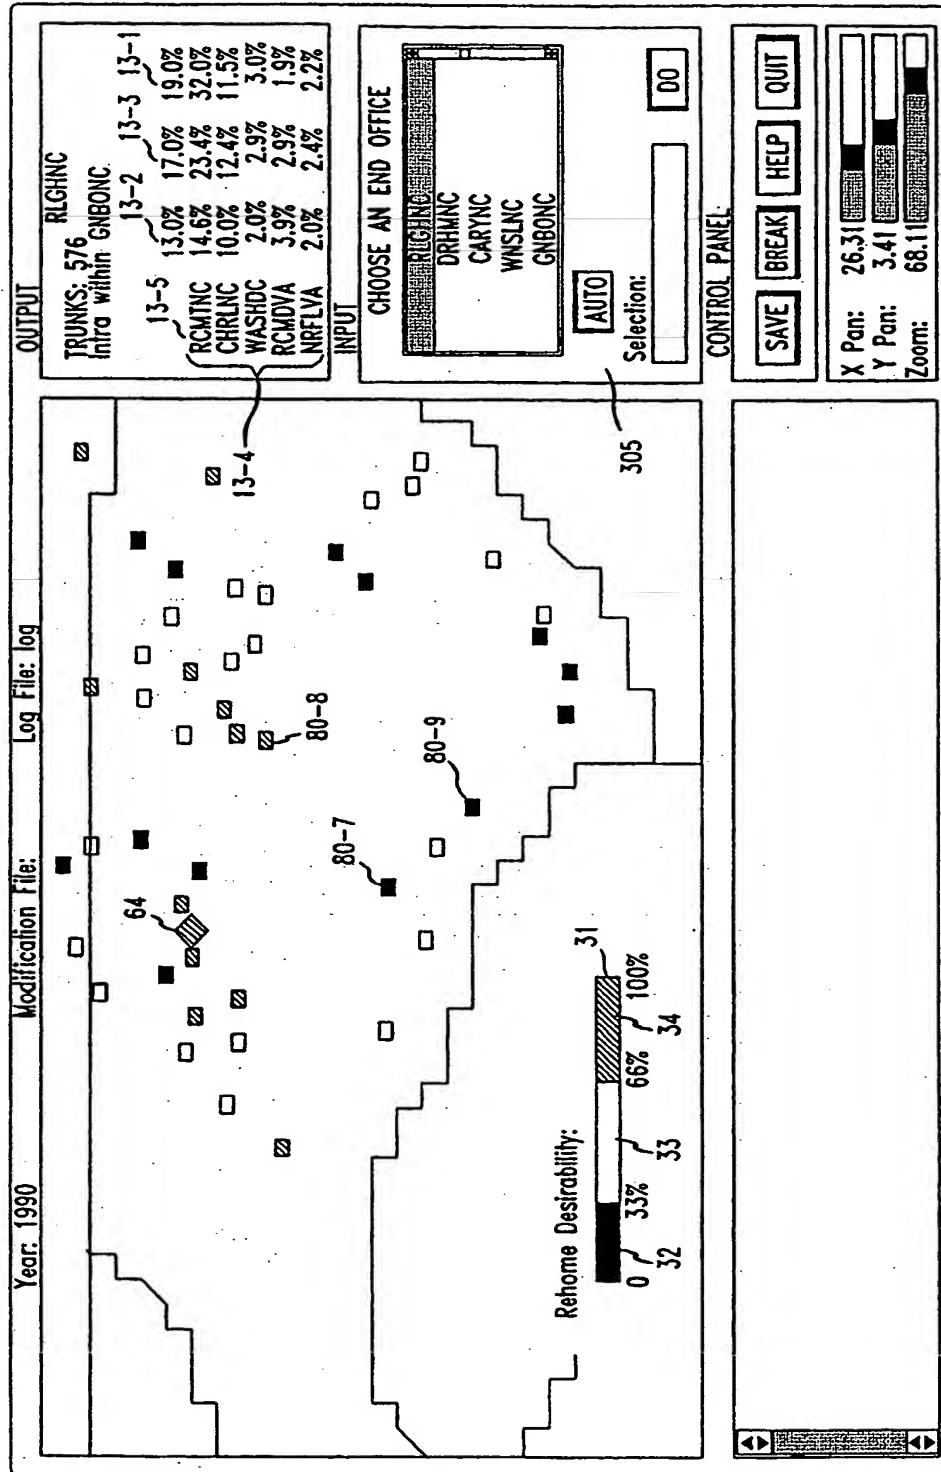 Year: 1990 Modification File: Log File: log
64
80-7
80-8
80-9
13-4
305
Rehome Desirability:
31
0 33% 66% 100%
32 33 34
OUTPUT
RLGHNC
TRUNKS: 576
Intra within GNBONC
13-5 13-2 13-3 13-1
13.0% 17.0% 19.0%
RCMTNC 14.6% 23.4% 32.0%
CHRLNC 10.0% 12.4% 11.5%
WASHDC 2.0% 2.9% 3.0%
RCMDVA 3.9% 2.9% 1.9%
NRFLVA 2.0% 2.4% 2.2%
INPUT
CHOOSE AN END OFFICE
RLGHNC
DRHMNC
CARYNC
WNSLNC
GNBONC
AUTO
Selection:
DO
CONTROL PANEL
SAVE BREAK HELP QUIT
X Pan: 26.31
Y Pan: 3.41
Zoom: 68.11